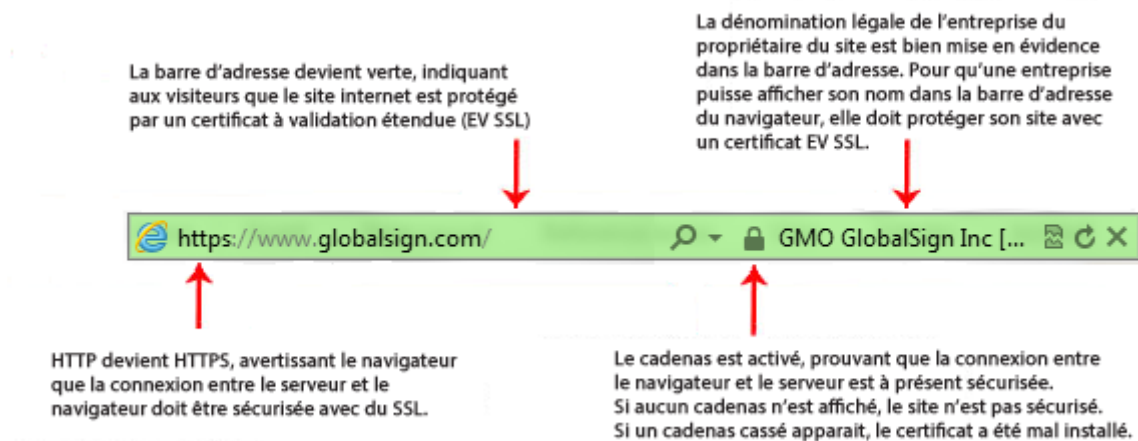 La dénomination légale de l'entreprise du
propriétaire du site est bien mise en évidence
dans la barre d'adresse. Pour qu'une entreprise
puisse afficher son nom dans la barre d'adresse
du navigateur, elle doit protéger son site avec
un certificat EV SSL.
La barre d'adresse devient verte, indiquant
aux visiteurs que le site internet est protégé
par un certificat à validation étendue (EV SSL)
https://www.globalsign.com/ GMO GlobalSign Inc [...
HTTP devient HTTPS, avertissant le navigateur
que la connexion entre le serveur et le
navigateur doit être sécurisée avec du SSL.
Le cadenas est activé, prouvant que la connexion entre
le navigateur et le serveur est à présent sécurisée.
Si aucun cadenas n'est affiché, le site n'est pas sécurisé.
Si un cadenas cassé apparait, le certificat a été mal installé.